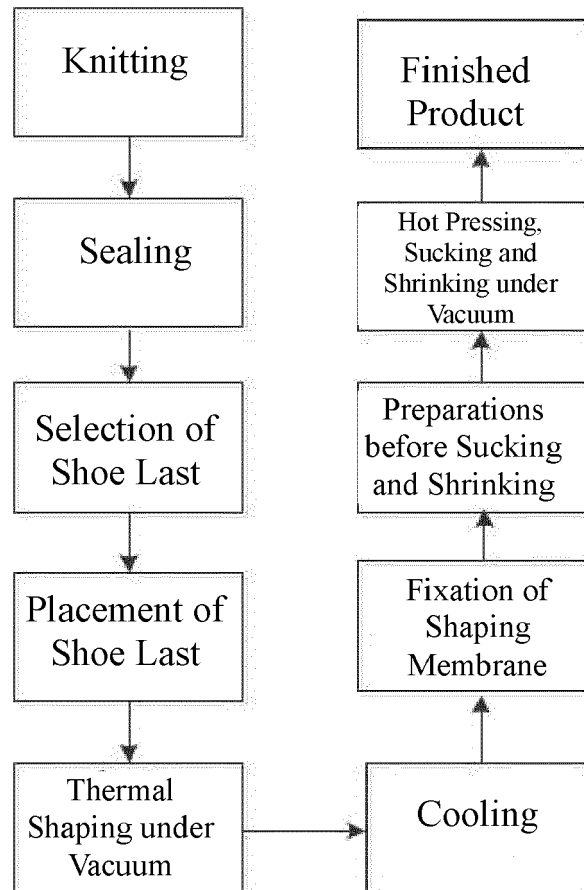 Knitting
Sealing
Selection of
Shoe Last
Placement of
Shoe Last
Thermal
Shaping under
Vacuum
Cooling
Fixation of
Shaping
Membrane
Preparations
before Sucking
and Shrinking
Hot Pressing,
Sucking and
Shrinking under
Vacuum
Finished
Product